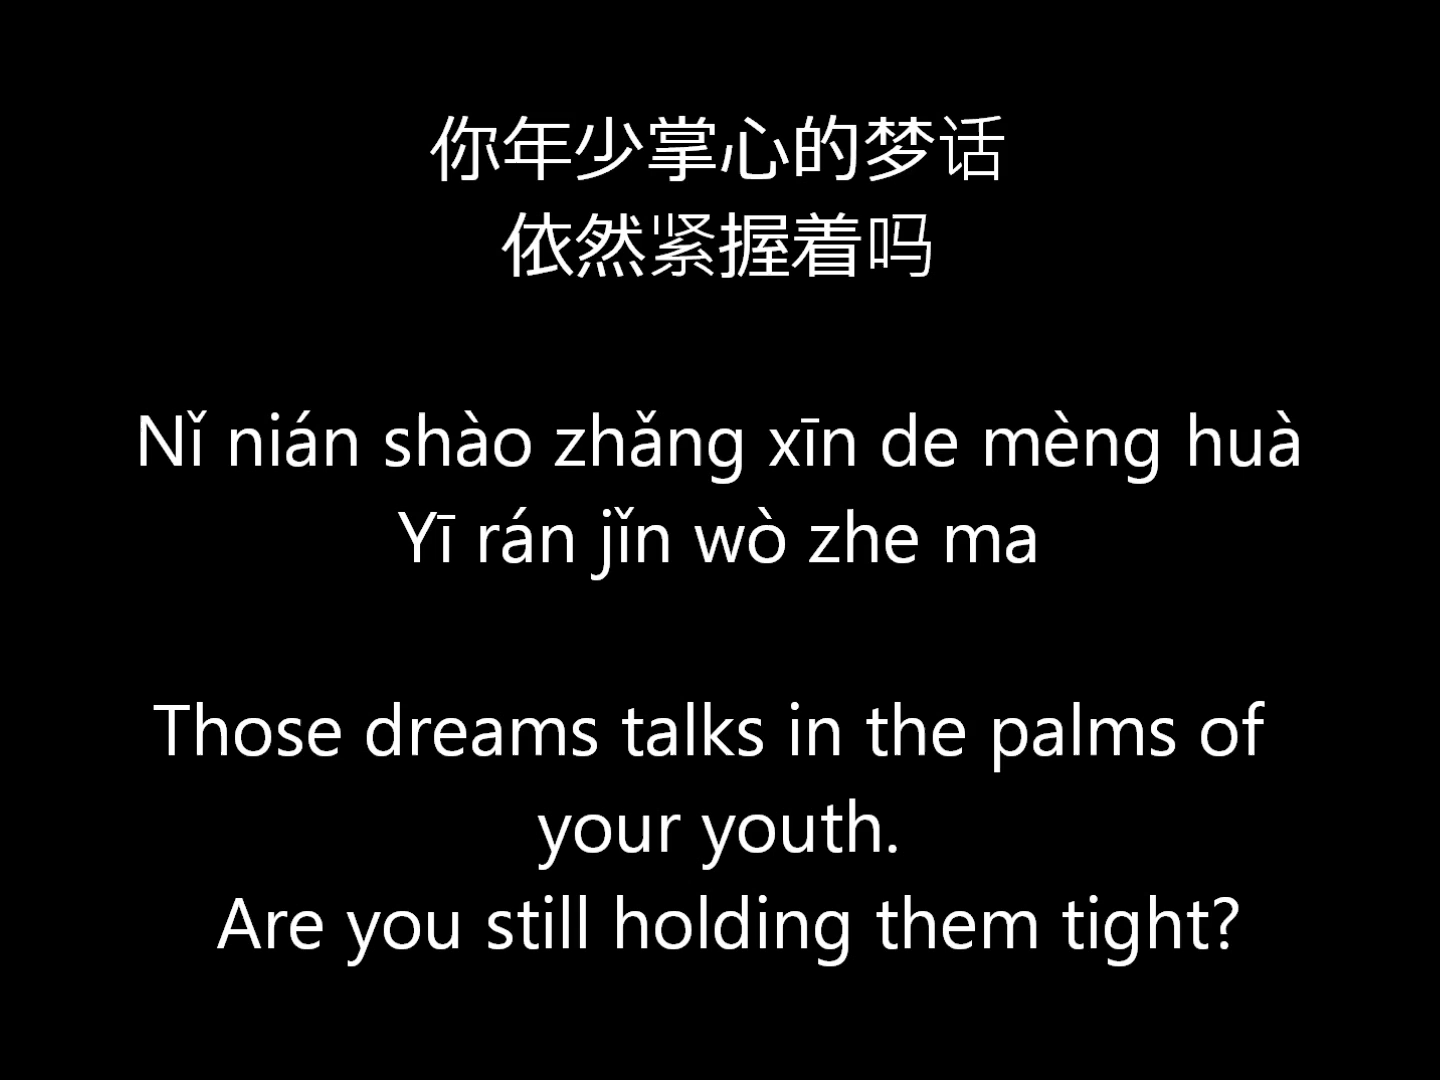 你年少掌心的梦话
依然紧握着吗
Nǐ nián shào zhǎng xīn de mèng huà
Yī rán jǐn wò zhe ma
Those dreams talks in the palms of
your youth.
Are you still holding them tight?